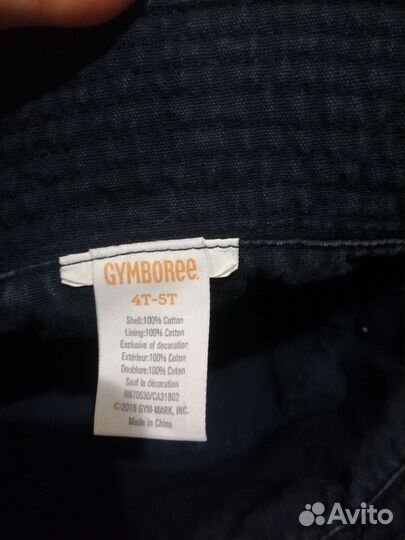 GYMBOREE
4T-5T
Shell:100% Cotton
Lining:100% Cotton
Exclusive of decoration
Extérieur:100% Coton
Doublure:100% Coton
Sauf la décoration
RN70530/CA31802
©2018 GYM-MARK, INC.
Made in China
Avito